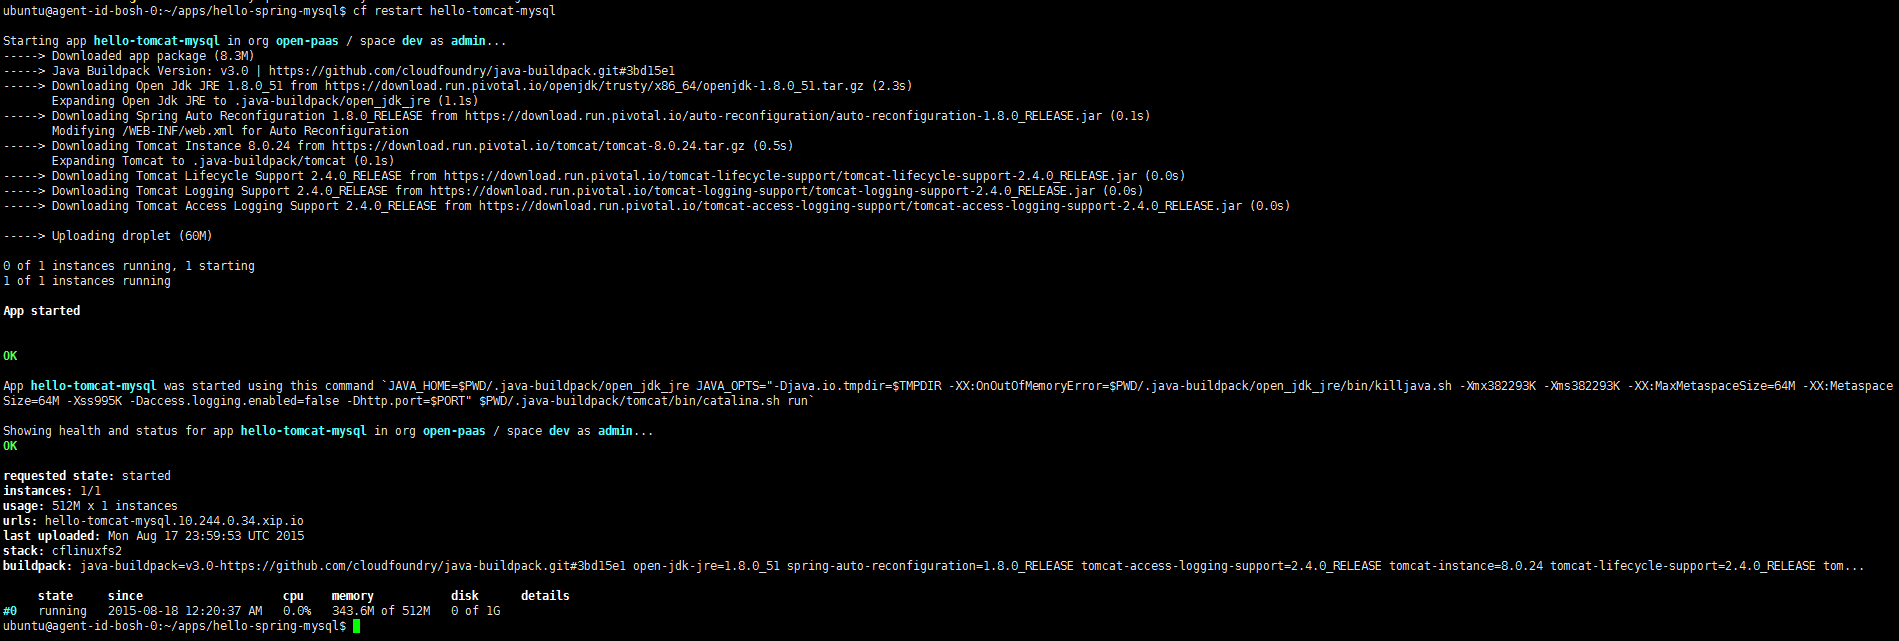 ubuntu@agent-id-bosh-0:~/apps/hello-spring-mysql$ cf restart hello-tomcat-mysql
Starting app hello-tomcat-mysql in org open-paas / space dev as admin...
-----> Downloaded app package (8.3M)
-----> Java Buildpack Version: v3.0 | https://github.com/cloudfoundry/java-buildpack.git#3bd15e1
-----> Downloading Open Jdk JRE 1.8.0_51 from https://download.run.pivotal.io/openjdk/trusty/x86_64/openjdk-1.8.0_51.tar.gz (2.3s)
       Expanding Open Jdk JRE to .java-buildpack/open_jdk_jre (1.1s)
-----> Downloading Spring Auto Reconfiguration 1.8.0_RELEASE from https://download.run.pivotal.io/auto-reconfiguration/auto-reconfiguration-1.8.0_RELEASE.jar (0.1s)
       Modifying /WEB-INF/web.xml for Auto Reconfiguration
-----> Downloading Tomcat Instance 8.0.24 from https://download.run.pivotal.io/tomcat/tomcat-8.0.24.tar.gz (0.5s)
       Expanding Tomcat to .java-buildpack/tomcat (0.1s)
-----> Downloading Tomcat Lifecycle Support 2.4.0_RELEASE from https://download.run.pivotal.io/tomcat-lifecycle-support/tomcat-lifecycle-support-2.4.0_RELEASE.jar (0.0s)
-----> Downloading Tomcat Logging Support 2.4.0_RELEASE from https://download.run.pivotal.io/tomcat-logging-support/tomcat-logging-support-2.4.0_RELEASE.jar (0.0s)
-----> Downloading Tomcat Access Logging Support 2.4.0_RELEASE from https://download.run.pivotal.io/tomcat-access-logging-support/tomcat-access-logging-support-2.4.0_RELEASE.jar (0.0s)
-----> Uploading droplet (60M)
0 of 1 instances running, 1 starting
1 of 1 instances running
App started
OK
App hello-tomcat-mysql was started using this command `JAVA_HOME=$PWD/.java-buildpack/open_jdk_jre JAVA_OPTS="-Djava.io.tmpdir=$TMPDIR -XX:OnOutOfMemoryError=$PWD/.java-buildpack/open_jdk_jre/bin/killjava.sh -Xmx382293K -Xms382293K -XX:MaxMetaspaceSize=64M -XX:Metaspace
Size=64M -Xss995K -Daccess.logging.enabled=false -Dhttp.port=$PORT" $PWD/.java-buildpack/tomcat/bin/catalina.sh run`
Showing health and status for app hello-tomcat-mysql in org open-paas / space dev as admin...
OK
requested state: started
instances: 1/1
usage: 512M x 1 instances
urls: hello-tomcat-mysql.10.244.0.34.xip.io
last uploaded: Mon Aug 17 23:59:53 UTC 2015
stack: cflinuxfs2
buildpack: java-buildpack=v3.0-https://github.com/cloudfoundry/java-buildpack.git#3bd15e1 open-jdk-jre=1.8.0_51 spring-auto-reconfiguration=1.8.0_RELEASE tomcat-access-logging-support=2.4.0_RELEASE tomcat-instance=8.0.24 tomcat-lifecycle-support=2.4.0_RELEASE tom...
     state     since                    cpu    memory           disk      details
#0   running   2015-08-18 12:20:37 AM   0.0%   343.6M of 512M   0 of 1G
ubuntu@agent-id-bosh-0:~/apps/hello-spring-mysql$